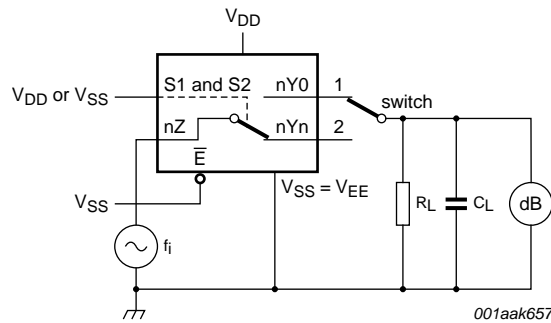 VDD
VDD or VSS
S1 and S2
nY0
1
switch
nZ
nYn
2
E
VSS
VSS = VEE
fi
RL
CL
dB
001aak657